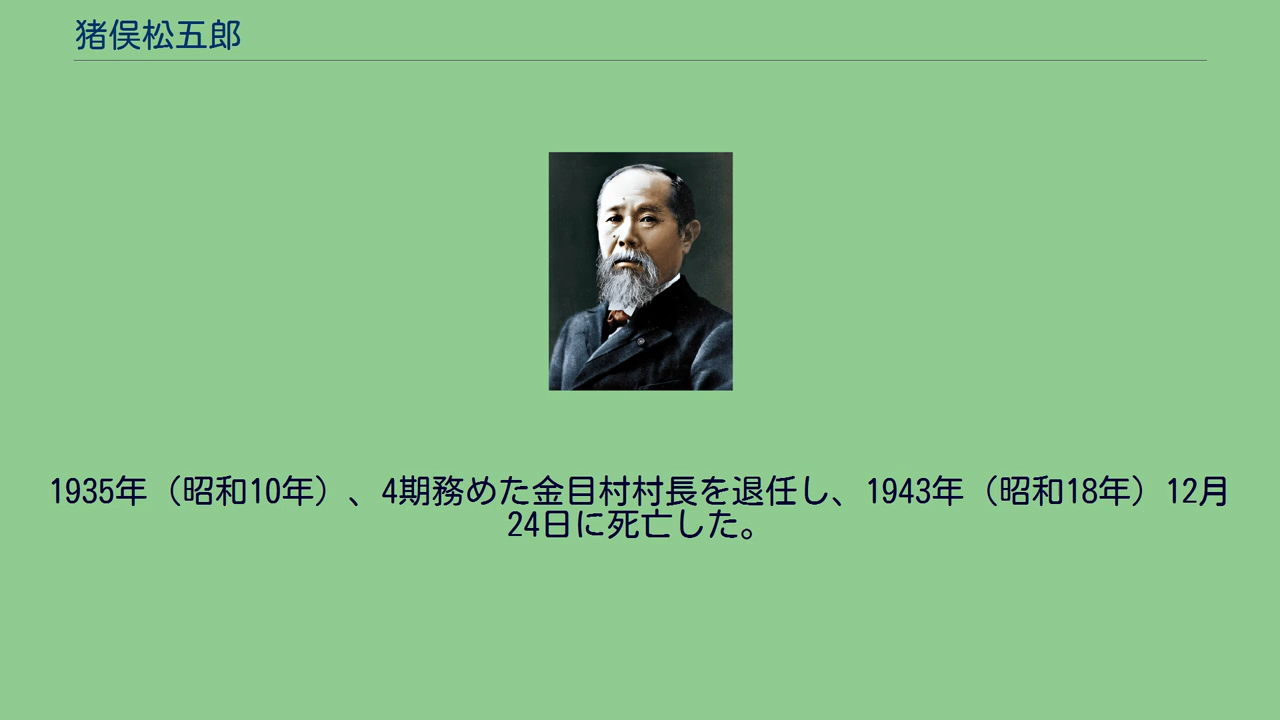 猪俣松五郎
1935年（昭和10年）、4期務めた金目村村長を退任し、1943年（昭和18年）12月
24日に死亡した。